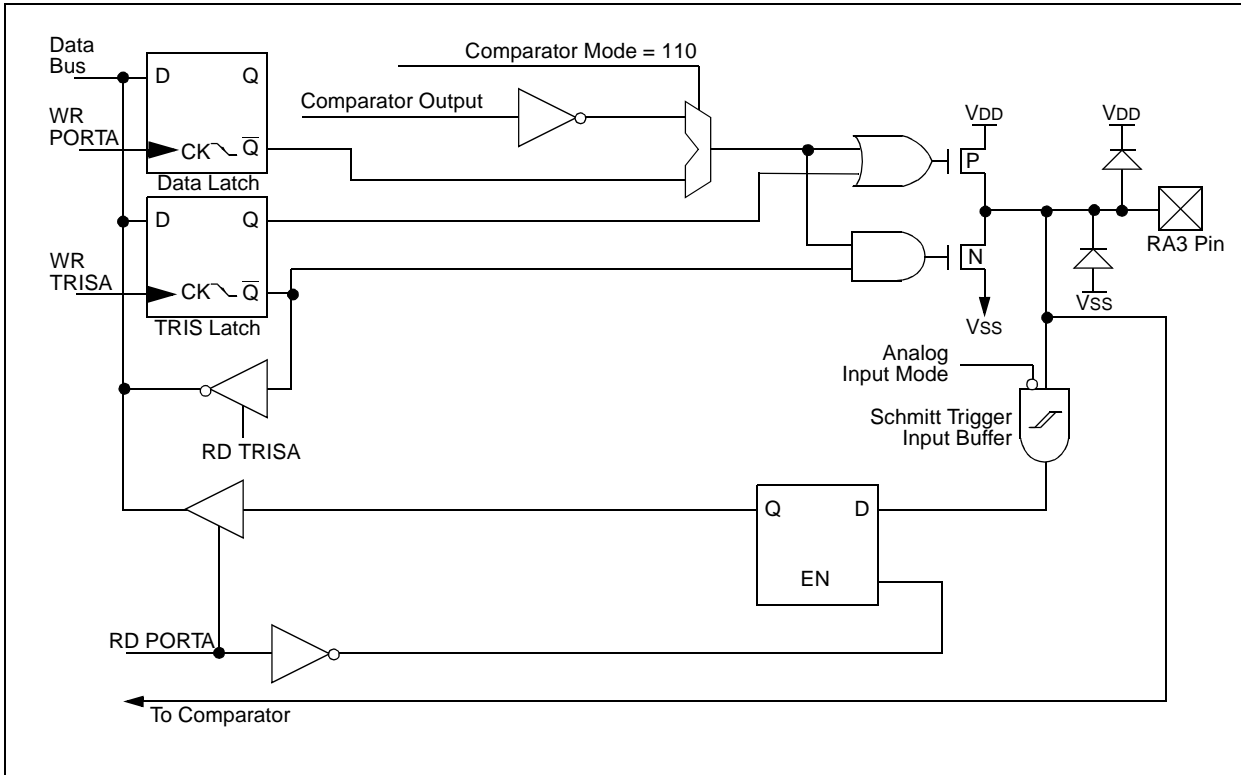 Data
Bus
D
Q
Comparator Mode = 110
Comparator Output
WR
PORTA
CK
Q
Data Latch
VDD
P
VDD
RA3 Pin
D
Q
WR
TRISA
CK
Q
TRIS Latch
N
VSS
VSS
Analog
Input Mode
Schmitt Trigger
Input Buffer
RD TRISA
Q
D
EN
RD PORTA
To Comparator